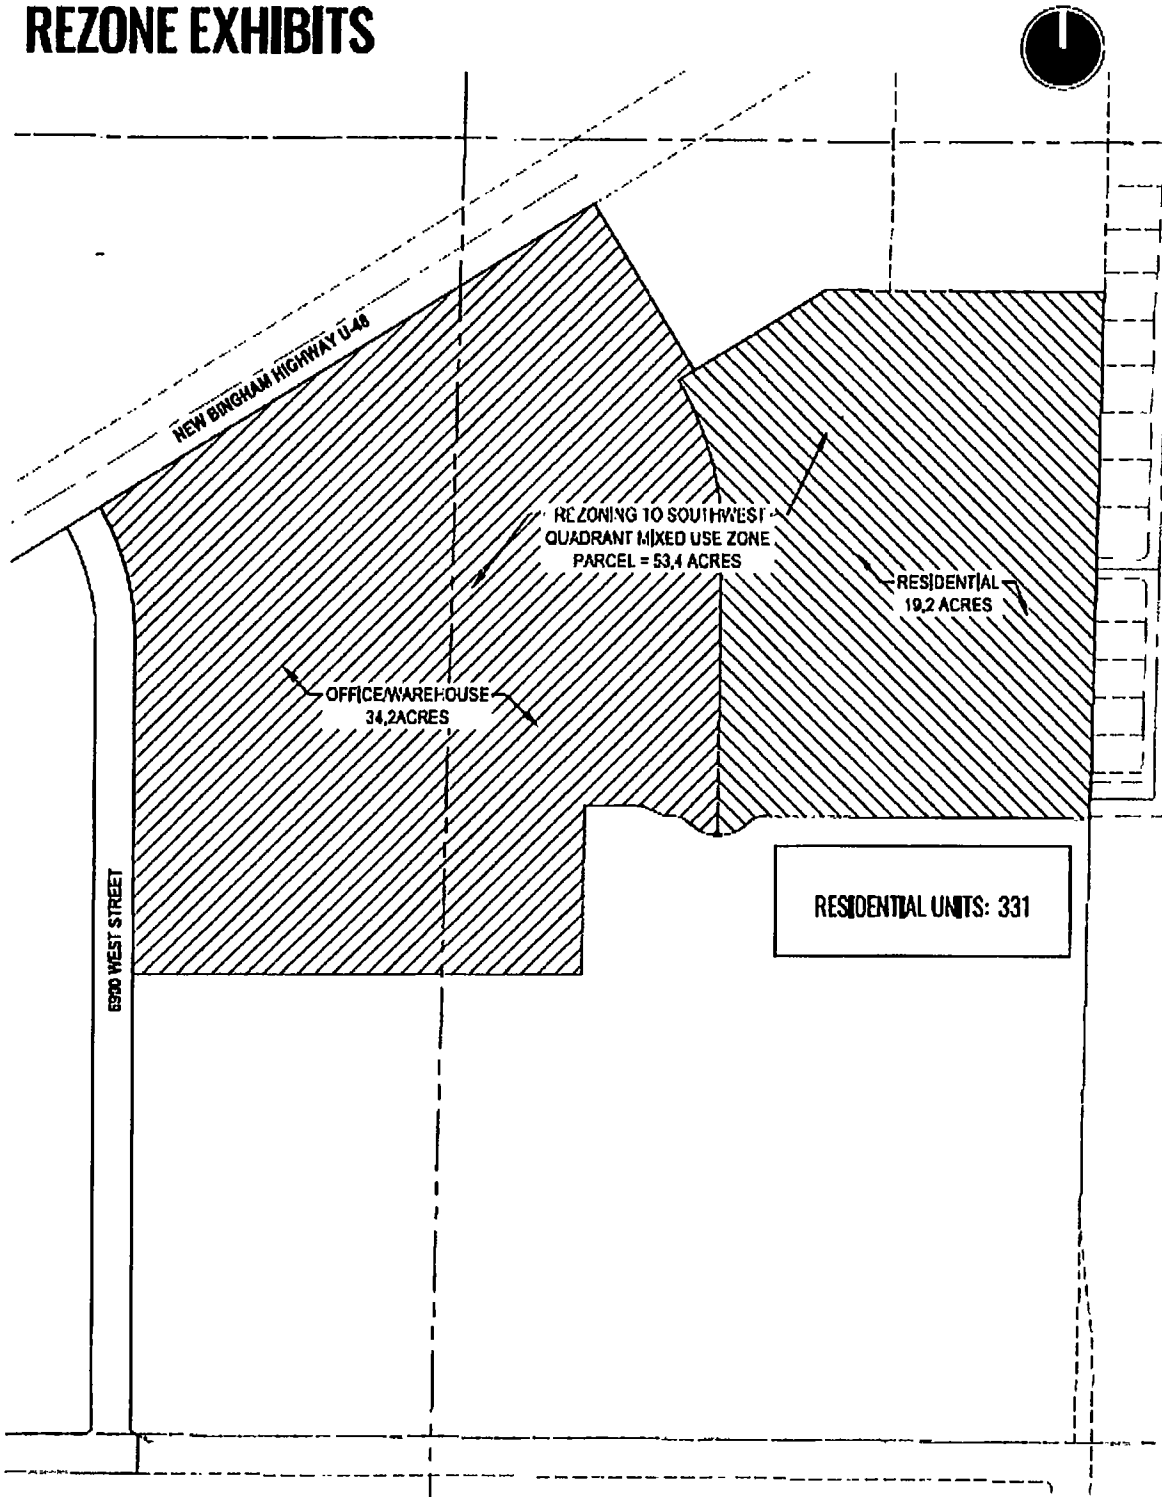 REZONE EXHIBITS
NEW BINGHAM HIGHWAY U-48
REZONING TO SOUTHWEST
QUADRANT MIXED USE ZONE
PARCEL = 53,4 ACRES
RESIDENTIAL
19,2 ACRES
OFFICE/WAREHOUSE
34,2ACRES
RESIDENTIAL UNITS: 331
6900 WEST STREET